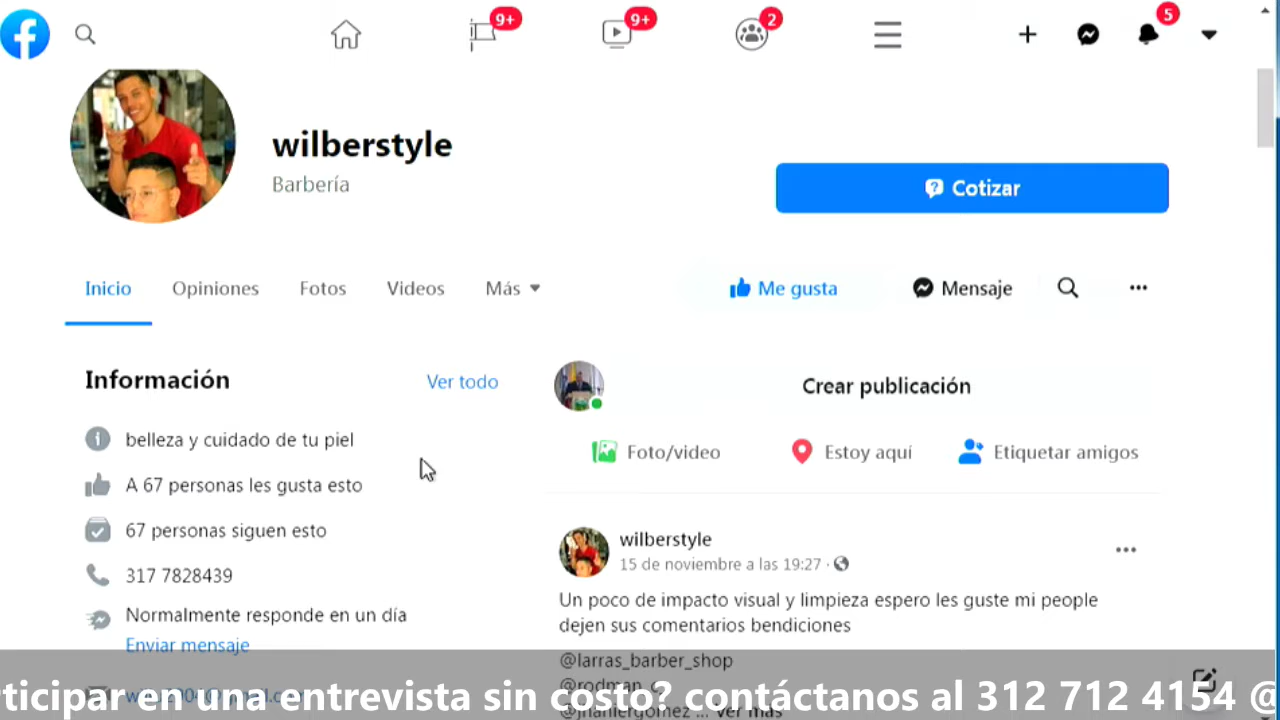 9+
9+
2
5
wilberstyle
Barbería
Cotizar
Inicio
Opiniones
Fotos
Videos
Más
Me gusta
Mensaje
Información
Ver todo
belleza y cuidado de tu piel
A 67 personas les gusta esto
67 personas siguen esto
317 7828439
Normalmente responde en un día
Enviar mensaje
Crear publicación
Foto/video
Estoy aquí
Etiquetar amigos
wilberstyle
15 de noviembre a las 19:27 ·
Un poco de impacto visual y limpieza espero les guste mi people
dejen sus comentarios bendiciones
@larras_barber_shop
@jhaniergomez ... Ver más
rticipar en una entrevista sin costo? contáctanos al 312 712 4154 @